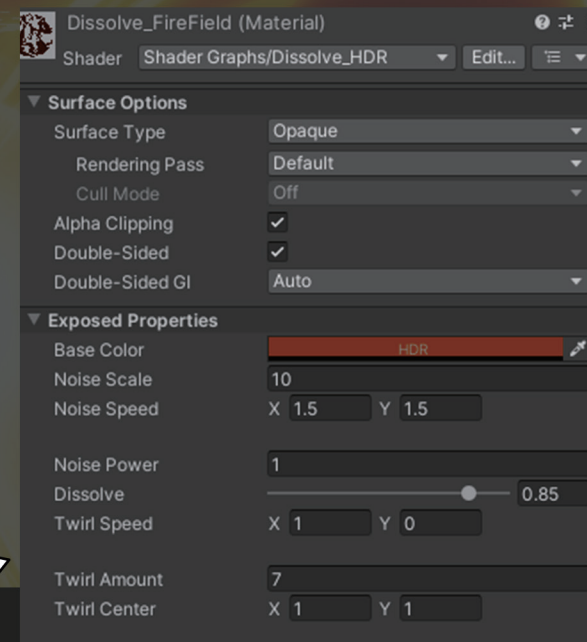 Dissolve_FireField (Material)
Shader Shader Graphs/Dissolve_HDR Edit...
Surface Options
Surface Type Opaque
Rendering Pass Default
Cull Mode Off
Alpha Clipping
Double-Sided
Double-Sided GI Auto
Exposed Properties
Base Color HDR
Noise Scale 10
Noise Speed X 1.5 Y 1.5
Noise Power 1
Dissolve 0.85
Twirl Speed X 1 Y 0
Twirl Amount 7
Twirl Center X 1 Y 1